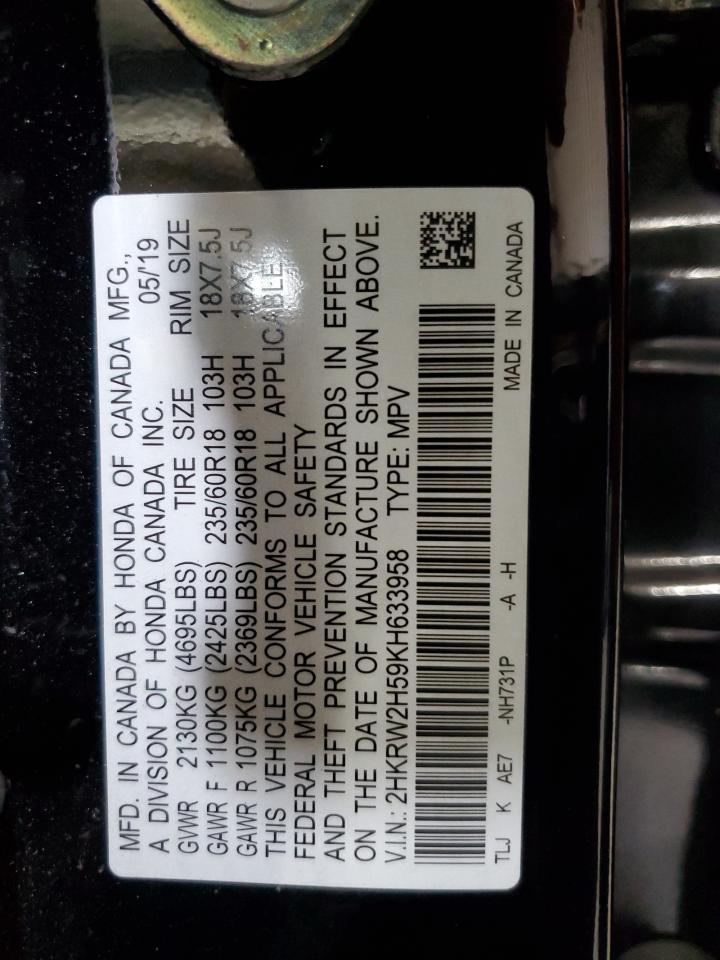 MFD. IN CANADA BY HONDA OF CANADA MFG.,
A DIVISION OF HONDA CANADA INC. 05/'19
GVWR 2130KG (4695LBS) TIRE SIZE RIM SIZE
GAWR F 1100KG (2425LBS) 235/60R18 103H 18X7.5J
GAWR R 1075KG (2369LBS) 235/60R18 103H 18X7.5J
THIS VEHICLE CONFORMS TO ALL APPLICABLE
FEDERAL MOTOR VEHICLE SAFETY
AND THEFT PREVENTION STANDARDS IN EFFECT
ON THE DATE OF MANUFACTURE SHOWN ABOVE.
V.I.N.: 2HKRW2H59KH633958 TYPE: MPV
TLJ K AE7 -NH731P -A -H MADE IN CANADA